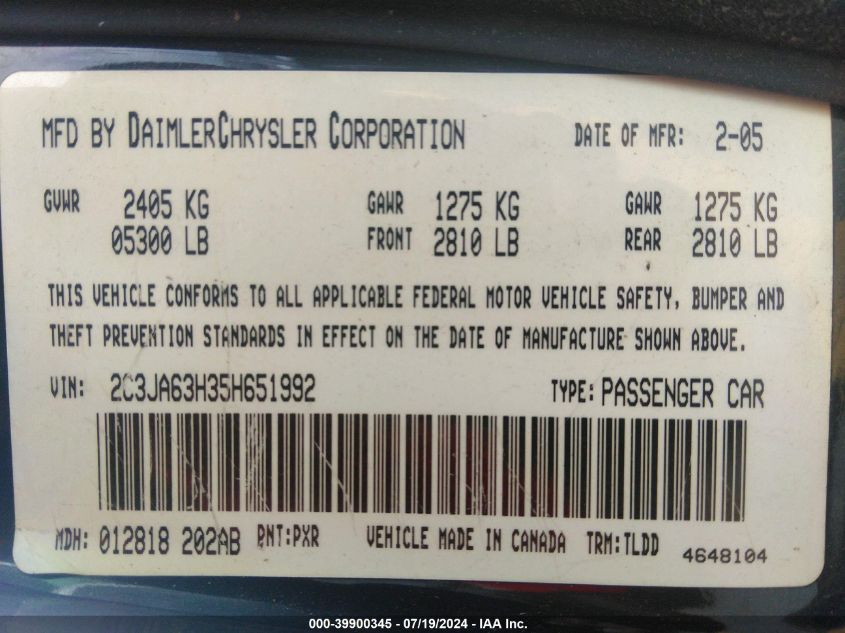 MFD BY DAIMLERCHRYSLER CORPORATION DATE OF MFR: 2-05
GVWR 2405 KG GAWR 1275 KG GAWR 1275 KG
05300 LB FRONT 2810 LB REAR 2810 LB
THIS VEHICLE CONFORMS TO ALL APPLICABLE FEDERAL MOTOR VEHICLE SAFETY, BUMPER AND
THEFT PREVENTION STANDARDS IN EFFECT ON THE DATE OF MANUFACTURE SHOWN ABOVE.
VIN: 2C3JA63H35H651992 TYPE: PASSENGER CAR
MDH: 012818 202AB PNT:PXR VEHICLE MADE IN CANADA TRM:TLDD 4648104
000-39900345 - 07/19/2024 - IAA Inc.